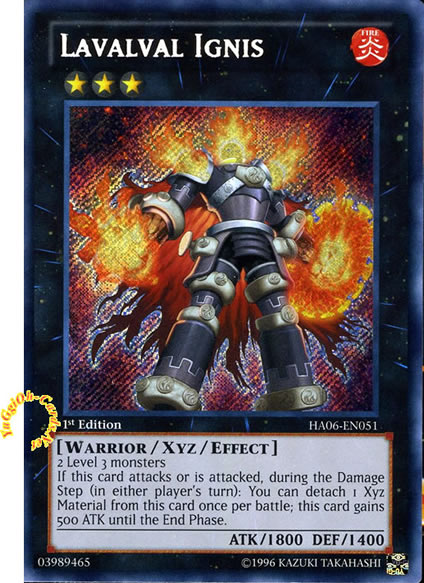 LAVALVAL IGNIS
FIRE
炎
YuGiOh-Cards.Net
1st Edition
HA06-EN051
[WARRIOR / XYZ / EFFECT]
2 Level 3 monsters
If this card attacks or is attacked, during the Damage
Step (in either player's turn): You can detach 1 Xyz
Material from this card once per battle; this card gains
500 ATK until the End Phase.
ATK/1800 DEF/1400
03989465
©1996 KAZUKI TAKAHASHI